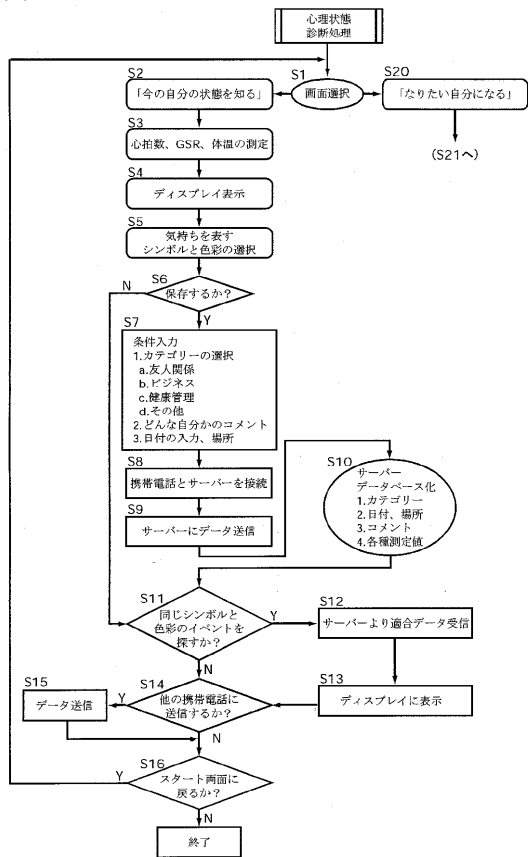 心理状態
診断処理
S1
画面選択
S2
「今の自分の状態を知る」
S20
「なりたい自分になる」
(S21へ)
S3
心拍数、GSR、体温の測定
S4
ディスプレイ表示
S5
気持ちを表す
シンボルと色彩の選択
S6
保存するか?
N
Y
S7
条件入力
1.カテゴリーの選択
a.友人関係
b.ビジネス
c.健康管理
d.その他
2.どんな自分かのコメント
3.日付の入力、場所
S8
携帯電話とサーバーを接続
S9
サーバーにデータ送信
S10
サーバー
データベース化
1.カテゴリー
2.日付、場所
3.コメント
4.各種測定値
S11
同じシンボルと
色彩のイベントを
探すか?
Y
N
S12
サーバーより適合データ受信
S13
ディスプレイに表示
S14
他の携帯電話に
送信するか?
Y
N
S15
データ送信
S16
スタート画面に
戻るか?
Y
N
終了